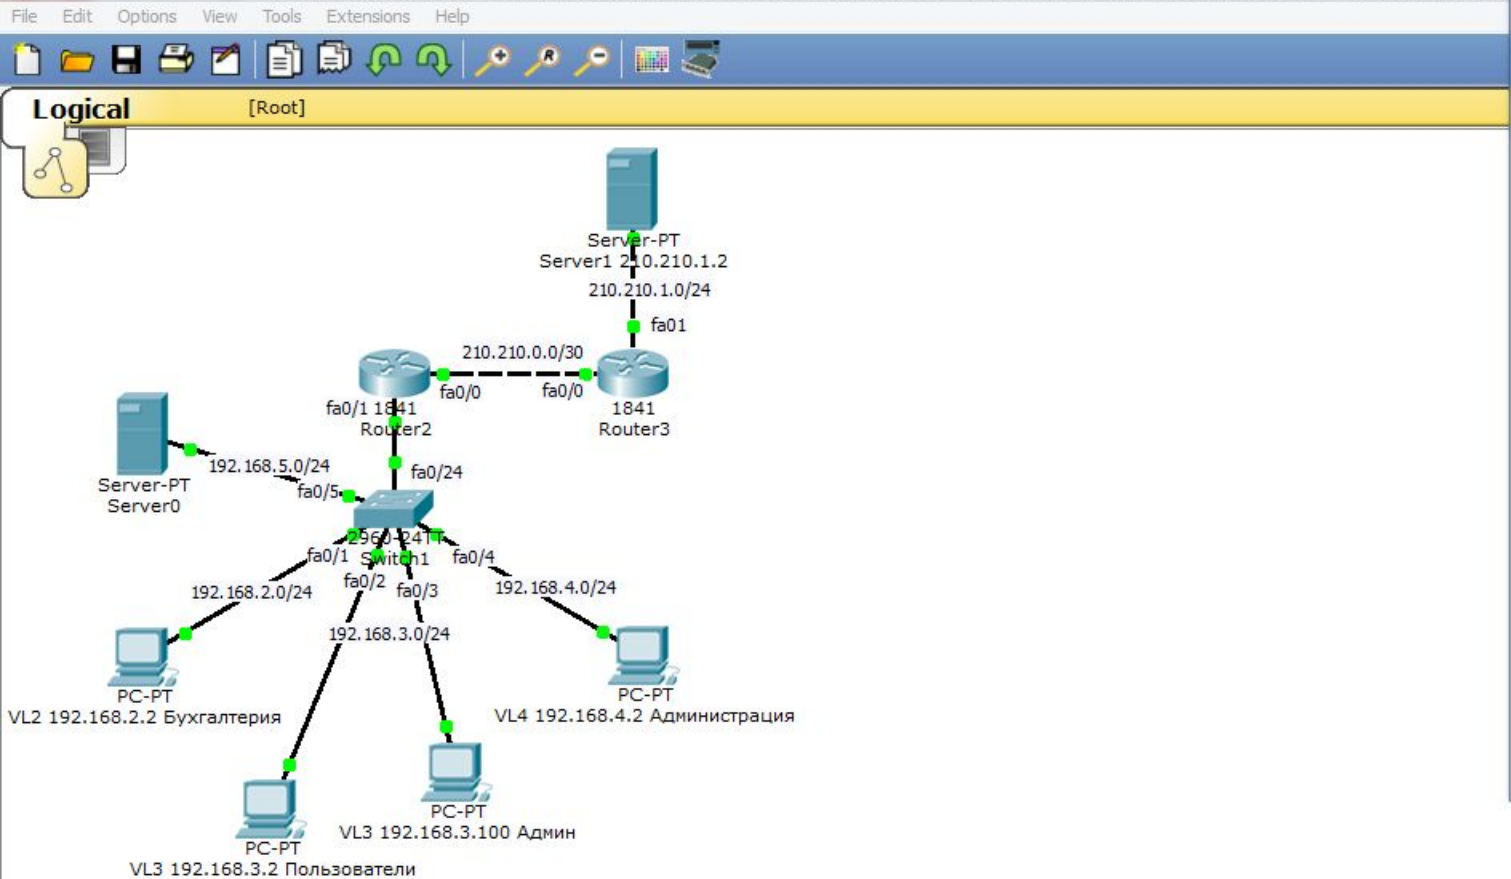 File Edit Options View Tools Extensions Help
Logical [Root]
Server-PT
Server1 210.210.1.2
210.210.1.0/24
fa01
210.210.0.0/30
fa0/0
fa0/0
fa0/1 1841
Router2
1841
Router3
fa0/24
192.168.5.0/24
fa0/5
Server-PT
Server0
2960-24TT
Switch1
fa0/1
fa0/2
fa0/3
fa0/4
192.168.2.0/24
192.168.4.0/24
192.168.3.0/24
PC-PT
VL2 192.168.2.2 Бухгалтерия
PC-PT
VL4 192.168.4.2 Администрация
PC-PT
VL3 192.168.3.100 Админ
PC-PT
VL3 192.168.3.2 Пользователи